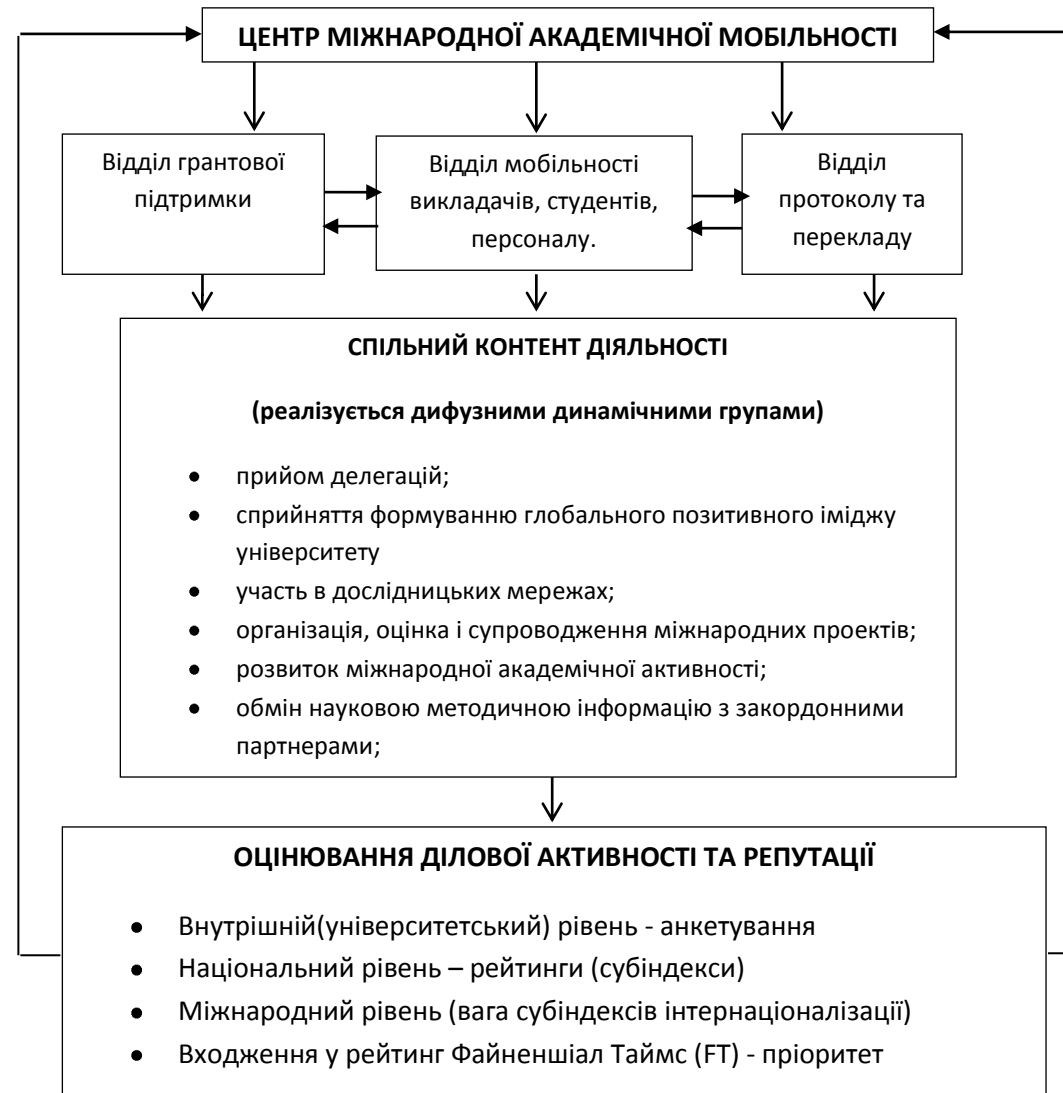 ЦЕНТР МІЖНАРОДНОЇ АКАДЕМІЧНОЇ МОБІЛЬНОСТІ
Відділ грантової
підтримки
Відділ мобільності
викладачів, студентів,
персоналу.
Відділ
протоколу та
перекладу
СПІЛЬНИЙ КОНТЕНТ ДІЯЛЬНОСТІ
(реалізується дифузними динамічними групами)
• прийом делегацій;
• сприйняття формуванню глобального позитивного іміджу
університету
• участь в дослідницьких мережах;
• організація, оцінка і супроводження міжнародних проектів;
• розвиток міжнародної академічної активності;
• обмін науковою методичною інформацію з закордонними
партнерами;
ОЦІНЮВАННЯ ДІЛОВОЇ АКТИВНОСТІ ТА РЕПУТАЦІЇ
• Внутрішній(університетський) рівень - анкетування
• Національний рівень – рейтинги (субіндекси)
• Міжнародний рівень (вага субіндексів інтернаціоналізації)
• Входження у рейтинг Файненшіал Таймс (FT) - пріоритет